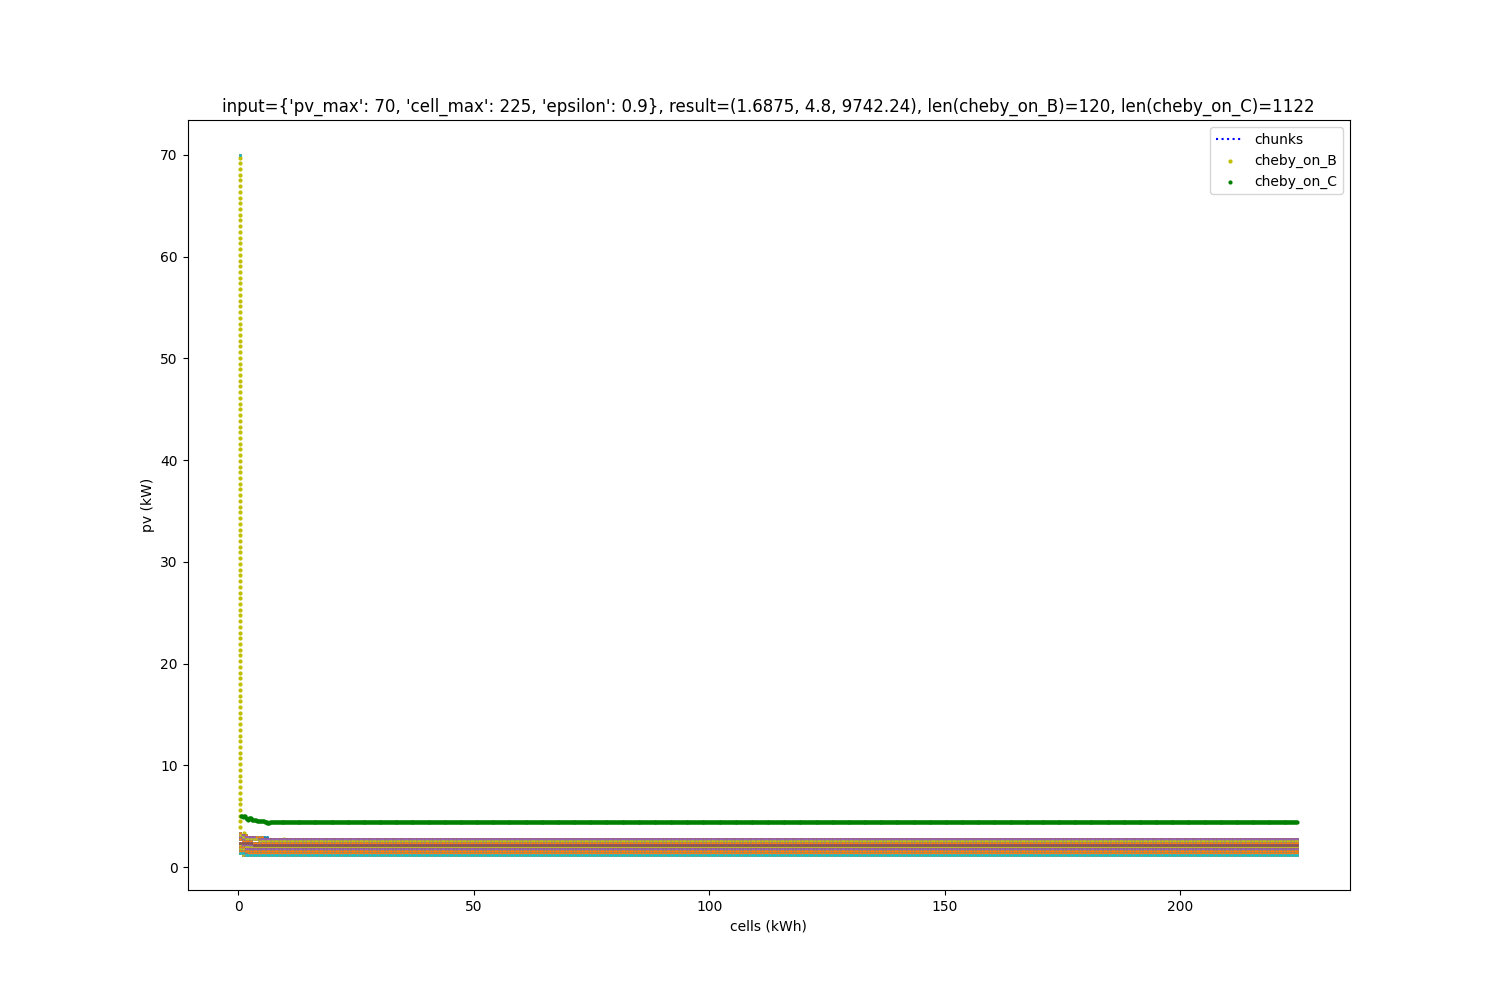 input={'pv_max': 70, 'cell_max': 225, 'epsilon': 0.9}, result=(1.6875, 4.8, 9742.24), len(cheby_on_B)=120, len(cheby_on_C)=1122
chunks
cheby_on_B
cheby_on_C
70
60
50
40
30
20
10
0
pv (kW)
0 50 100 150 200
cells (kWh)